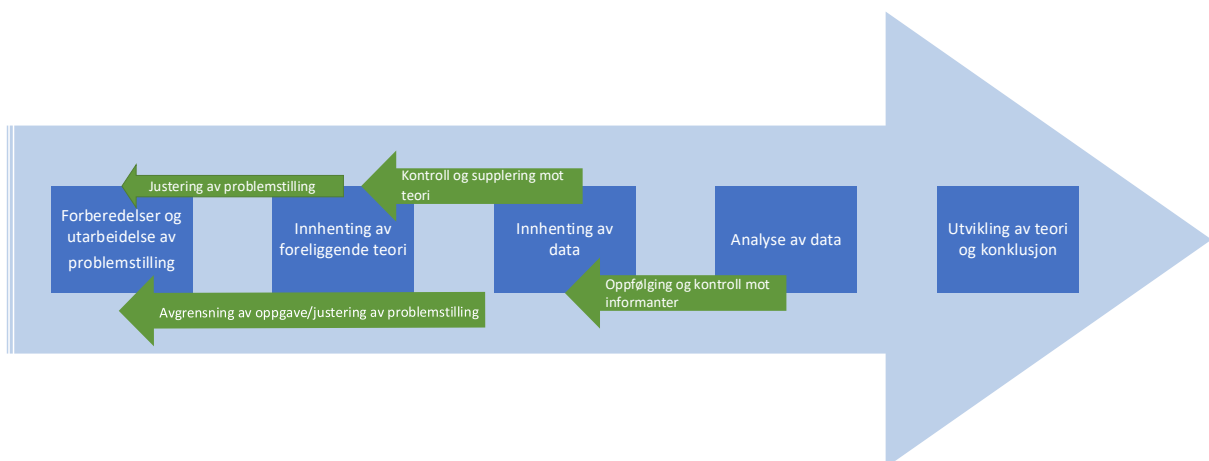 Justering av problemstilling
Kontroll og supplering mot
teori
Forberedelser og
utarbeidelse av
problemstilling
Innhenting av
foreliggende teori
Innhenting av
data
Analyse av data
Utvikling av teori
og konklusjon
Oppfølging og kontroll mot
informanter
Avgrensning av oppgave/justering av problemstilling